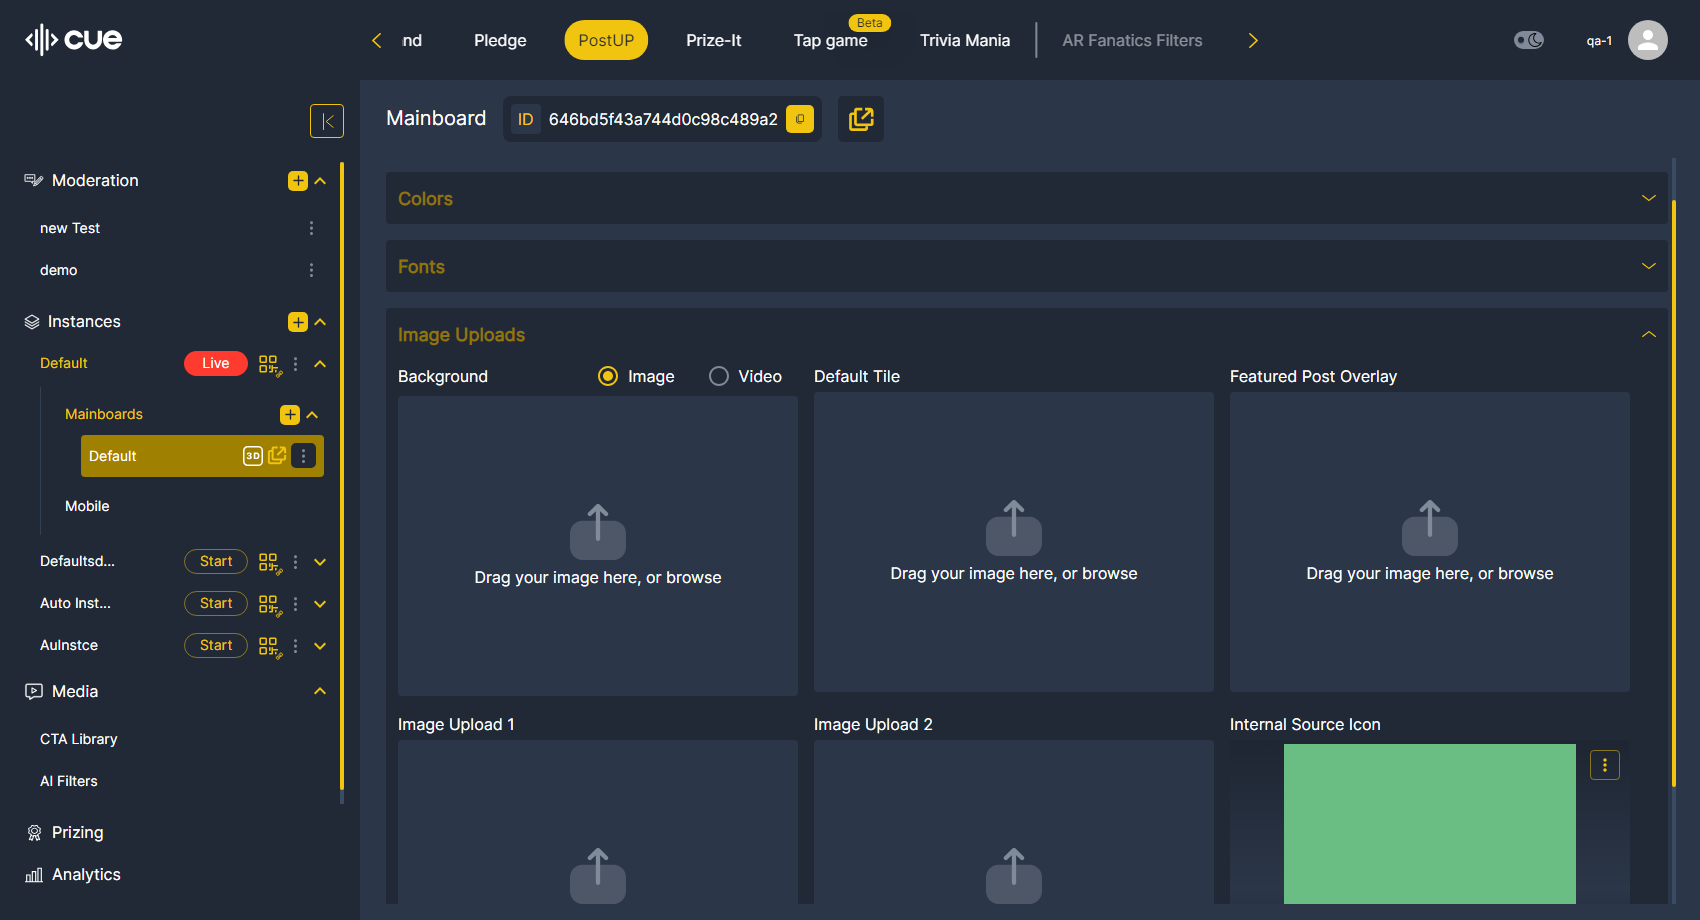 cue
nd
Pledge
PostUP
Prize-It
Tap game
Beta
Trivia Mania
AR Fanatics Filters
qa-1
Mainboard
ID 646bd5f43a744d0c98c489a2
Moderation
new Test
demo
Instances
Default
Live
Mainboards
Default
3D
Mobile
Defaultsd...
Start
Auto Inst...
Start
AuInstce
Start
Media
CTA Library
AI Filters
Prizing
Analytics
Colors
Fonts
Image Uploads
Background
Image
Video
Default Tile
Featured Post Overlay
Drag your image here, or browse
Drag your image here, or browse
Drag your image here, or browse
Image Upload 1
Image Upload 2
Internal Source Icon